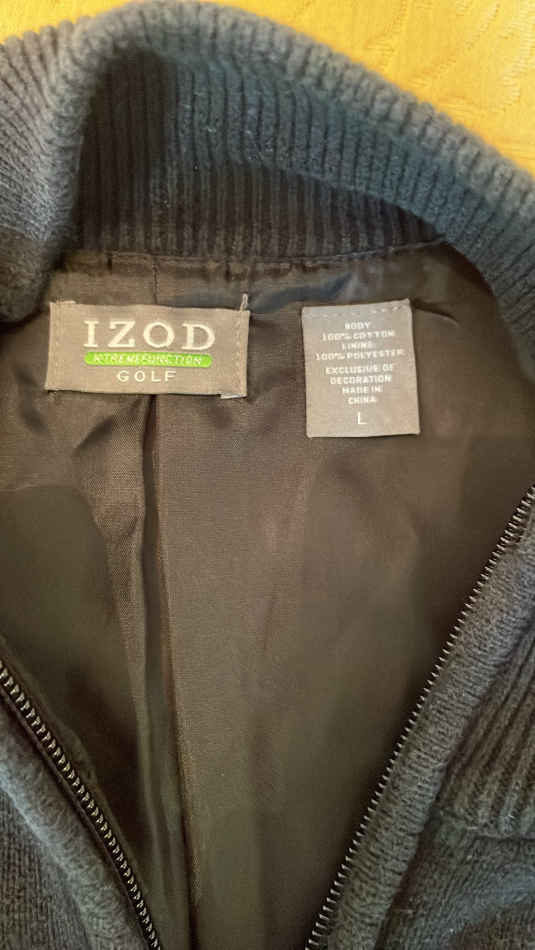 IZOD
XTREMEFUNCTION
GOLF
BODY
100% COTTON
LINING:
100% POLYESTER
EXCLUSIVE OF
DECORATION
MADE IN
CHINA
L